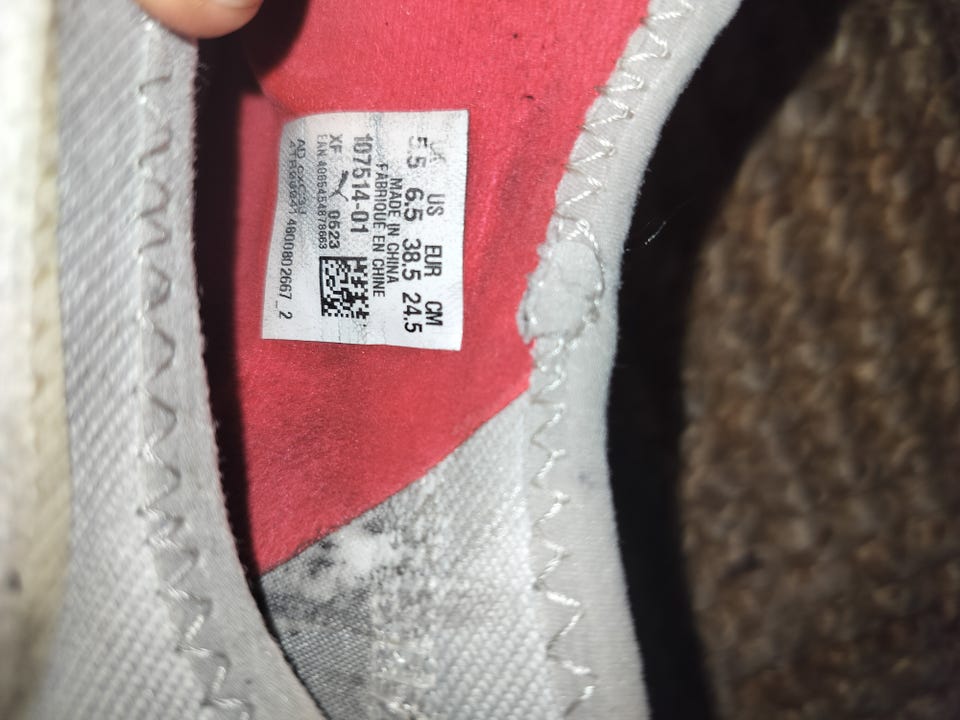 UK US EUR CM
5.5 6.5 38.5 24.5
MADE IN CHINA
FABRIQUE EN CHINE
107514-01
XF 0523